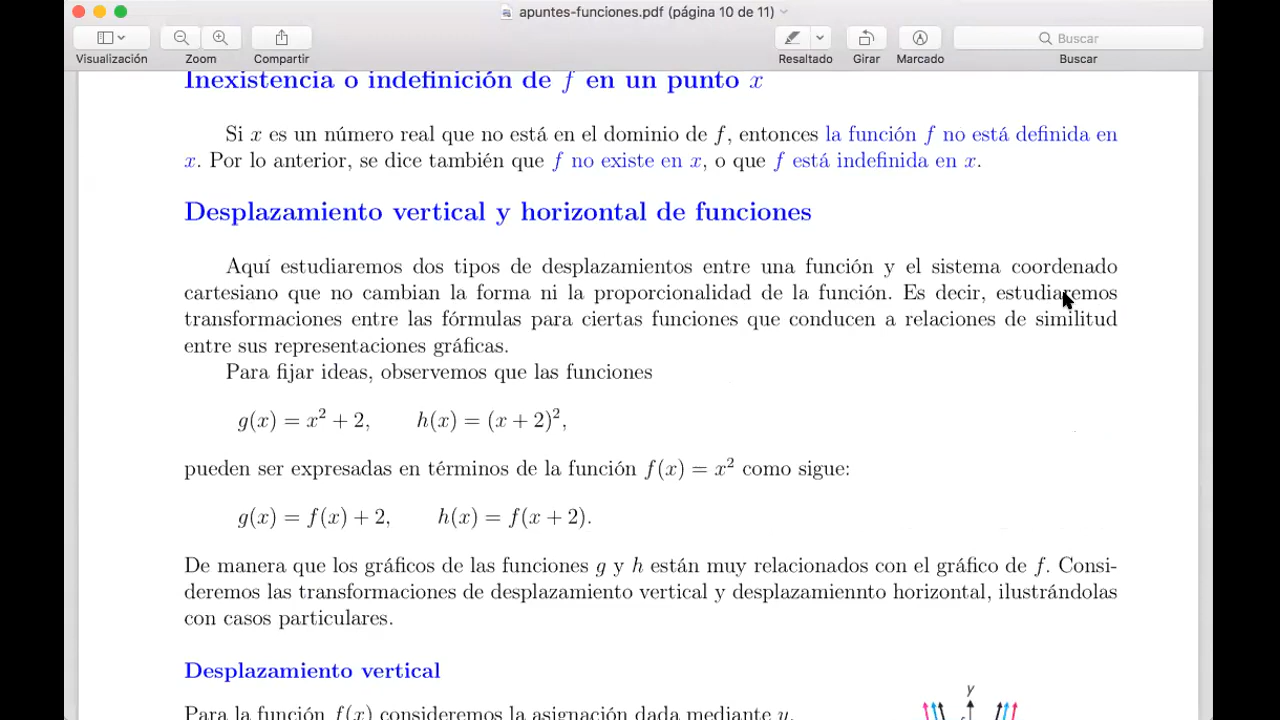 apuntes-funciones.pdf (página 10 de 11)
Visualización Zoom Compartir Resaltado Girar Marcado Buscar Buscar
Inexistencia o indefinición de f en un punto x
Si x es un número real que no está en el dominio de f, entonces la función f no está definida en
x. Por lo anterior, se dice también que f no existe en x, o que f está indefinida en x.
Desplazamiento vertical y horizontal de funciones
Aquí estudiaremos dos tipos de desplazamientos entre una función y el sistema coordenado
cartesiano que no cambian la forma ni la proporcionalidad de la función. Es decir, estudiaremos
transformaciones entre las fórmulas para ciertas funciones que conducen a relaciones de similitud
entre sus representaciones gráficas.
Para fijar ideas, observemos que las funciones
g(x) = x² + 2, h(x) = (x + 2)²,
pueden ser expresadas en términos de la función f(x) = x² como sigue:
g(x) = f(x) + 2, h(x) = f(x + 2).
De manera que los gráficos de las funciones g y h están muy relacionados con el gráfico de f. Consi-
deremos las transformaciones de desplazamiento vertical y desplazamiennto horizontal, ilustrándolas
con casos particulares.
Desplazamiento vertical
y
Para la función f(x) consideremos la asignación dada mediante y.